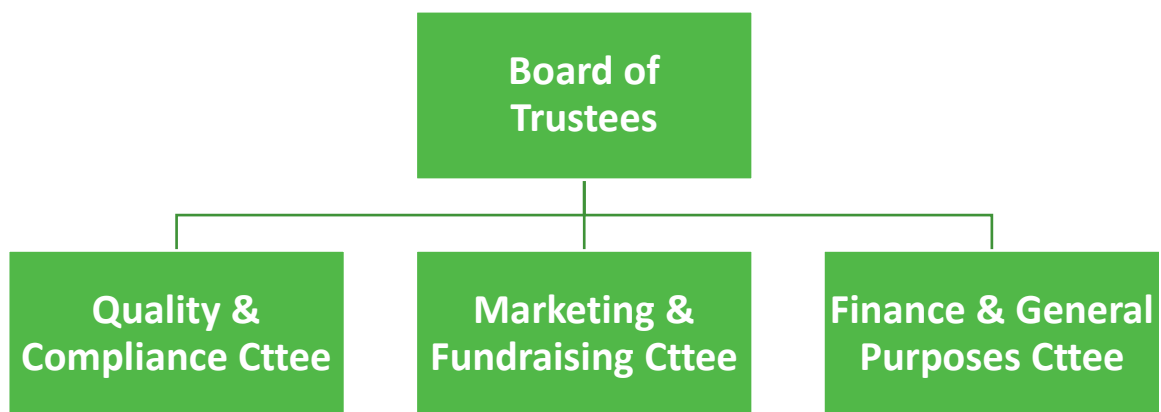 Board of
Trustees
Quality &
Compliance Cttee
Marketing &
Fundraising Cttee
Finance & General
Purposes Cttee